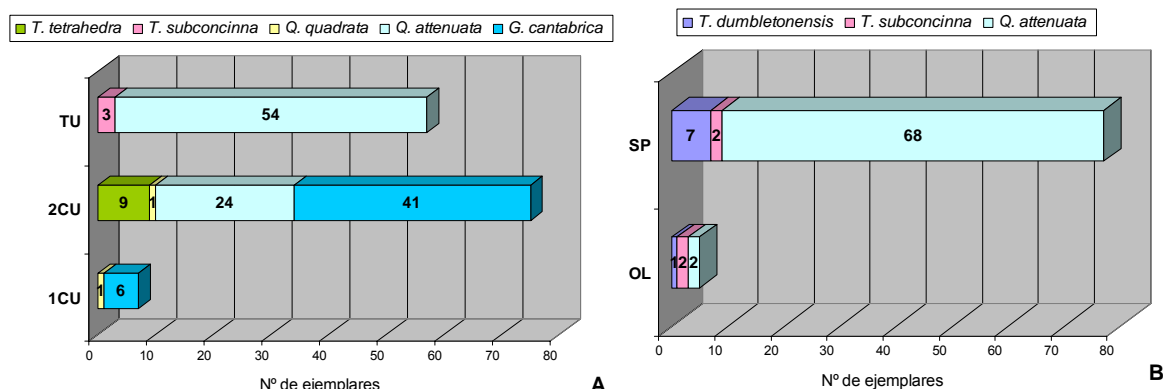 T. tetrahedra T. subconcinna Q. quadrata Q. attenuata G. cantabrica
TU
3 54
2CU
9 1 24 41
1CU
1 6
0 10 20 30 40 50 60 70 80
Nº de ejemplares
A
T. dumbletonensis T. subconcinna Q. attenuata
SP
7 2 68
OL
1 2 2
0 10 20 30 40 50 60 70 80
Nº de ejemplares
B